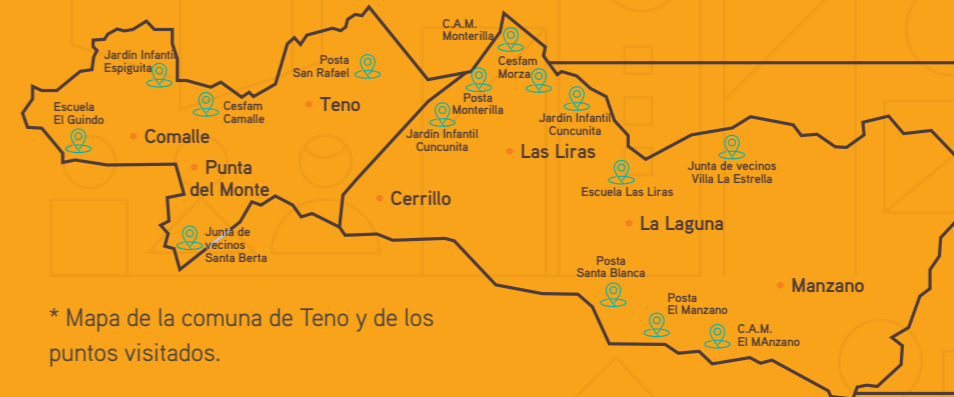 C.A.M.
Monterilla
Jardín Infantil
Espiguita
Posta
San Rafael
Cesfam
Morza
Escuela
El Guindo
Cesfam
Camalle
Teno
Posta
Monterilla
Jardín Infantil
Cuncunita
Jardín Infantil
Cuncunita
Comalle
Las Liras
Punta
del Monte
Junta de vecinos
Villa La Estrella
Escuela Las Liras
Cerrillo
La Laguna
Junta de
vecinos
Santa Berta
Posta
Santa Blanca
Manzano
Posta
El Manzano
C.A.M.
El MAnzano
* Mapa de la comuna de Teno y de los
puntos visitados.